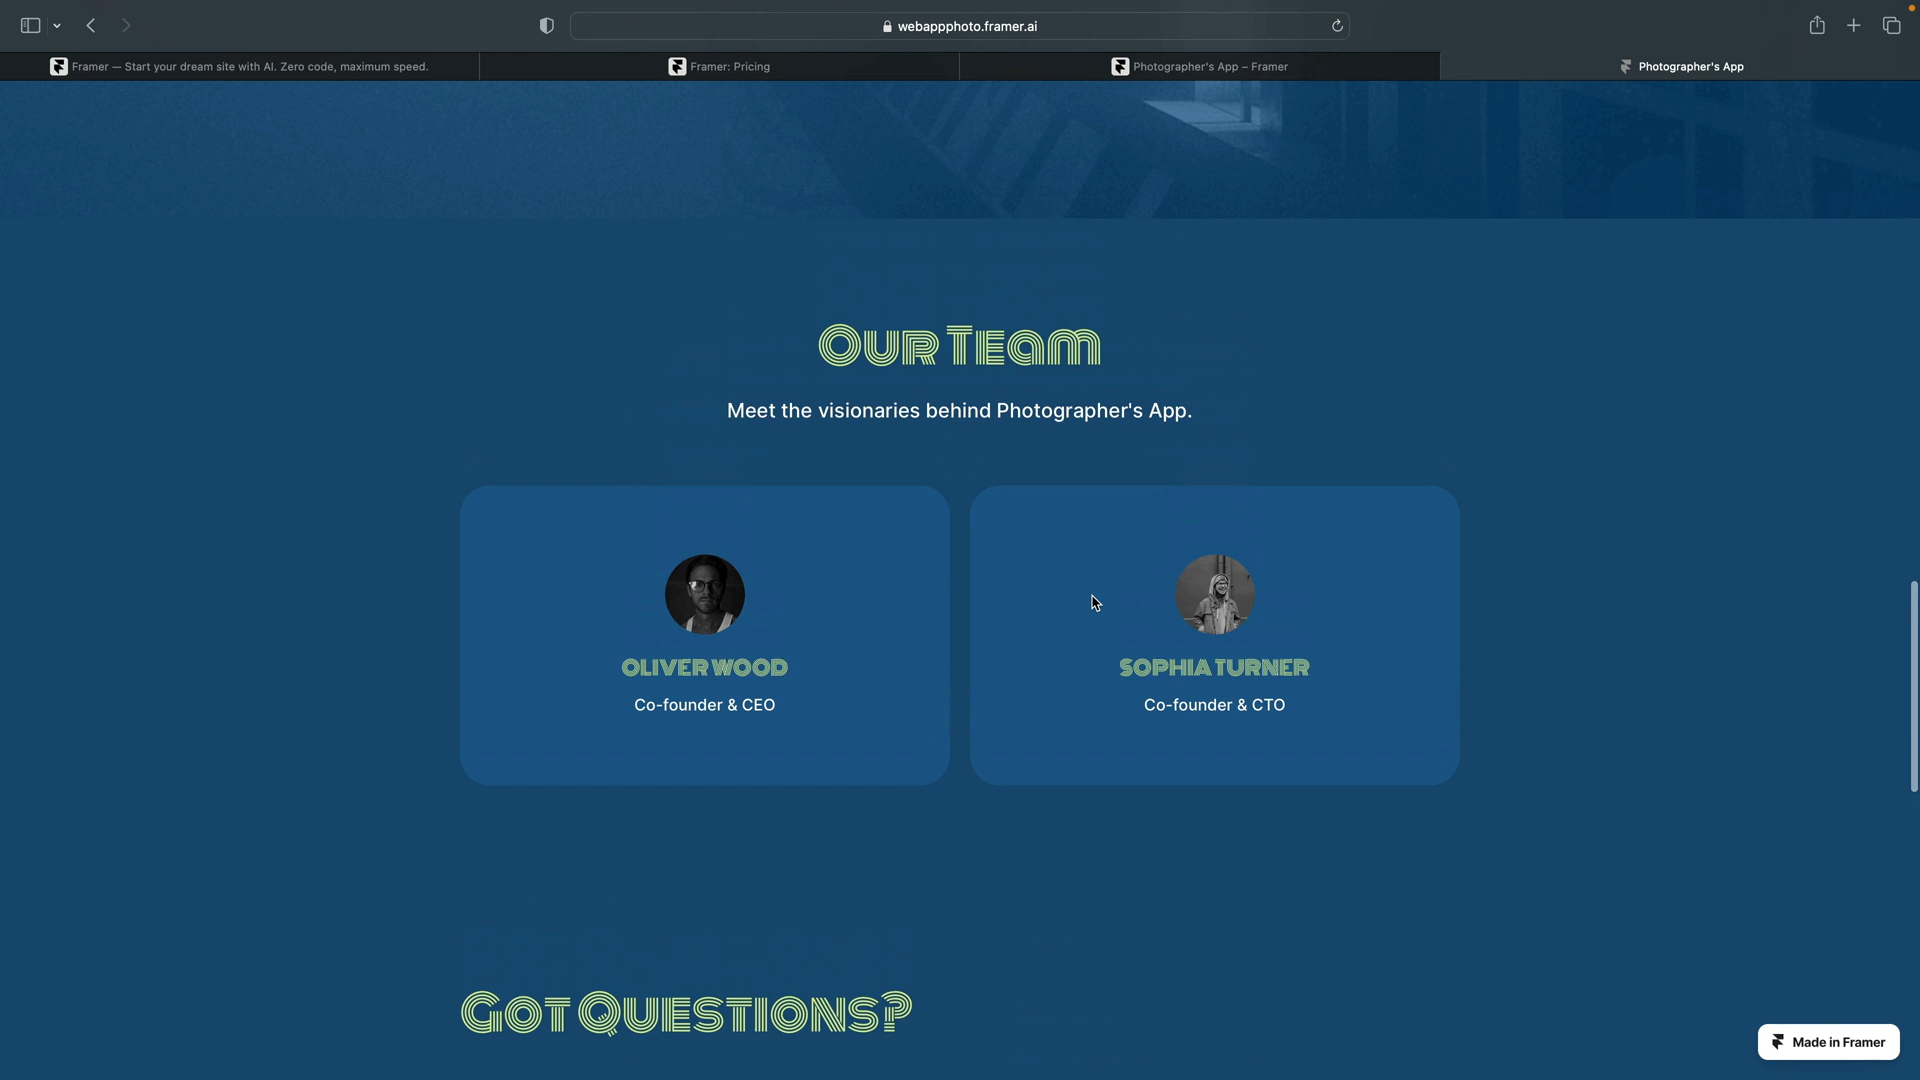 webappphoto.framer.ai
Framer — Start your dream site with AI. Zero code, maximum speed.
Framer: Pricing
Photographer's App – Framer
Photographer's App
Our Team
Meet the visionaries behind Photographer's App.
OLIVER WOOD
Co-founder & CEO
SOPHIA TURNER
Co-founder & CTO
Got Questions?
Made in Framer